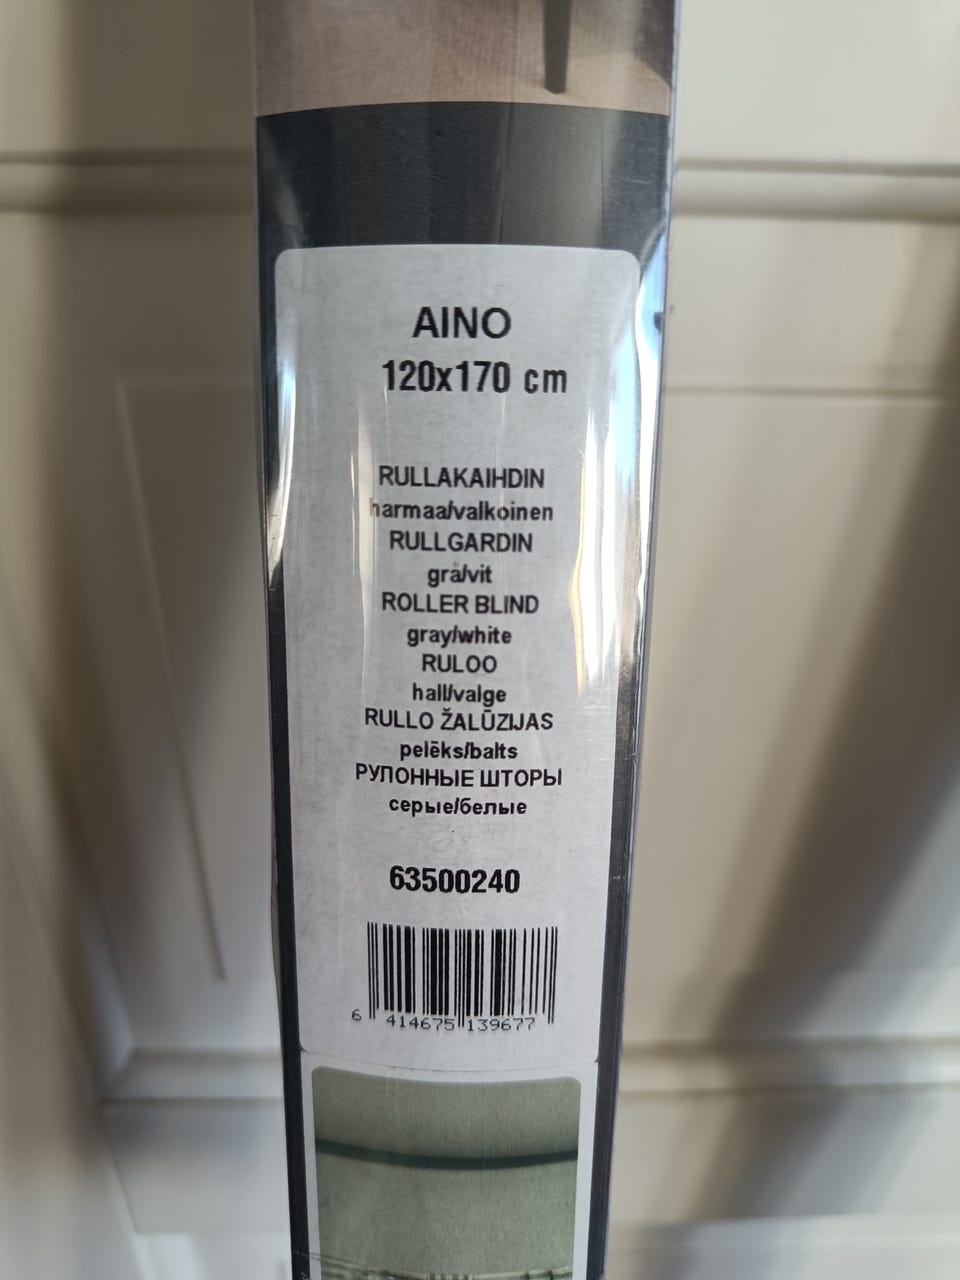 AINO
120x170 cm
RULLAKAIHDIN
harmaa/valkoinen
RULLGARDIN
grå/vit
ROLLER BLIND
gray/white
RULOO
hall/valge
RULLO ŽALŪZIJAS
pelēks/balts
РУЛОННЫЕ ШТОРЫ
серые/белые
63500240
6 414675 139677